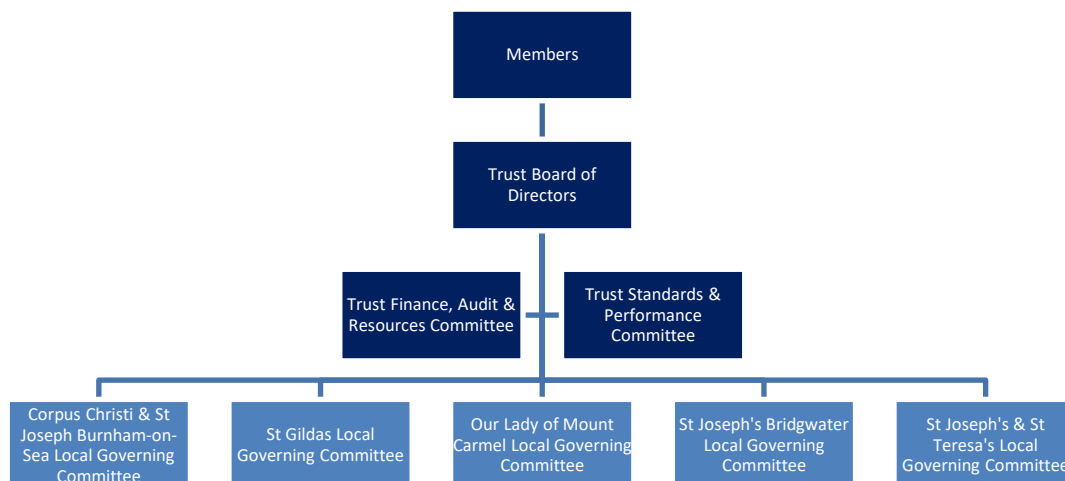 Members
Trust Board of
Directors
Trust Finance, Audit &
Resources Committee
Trust Standards &
Performance
Committee
Corpus Christi & St
Joseph Burnham-on-
Sea Local Governing
Committee
St Gildas Local
Governing Committee
Our Lady of Mount
Carmel Local Governing
Committee
St Joseph's Bridgwater
Local Governing
Committee
St Joseph's & St
Teresa's Local
Governing Committee